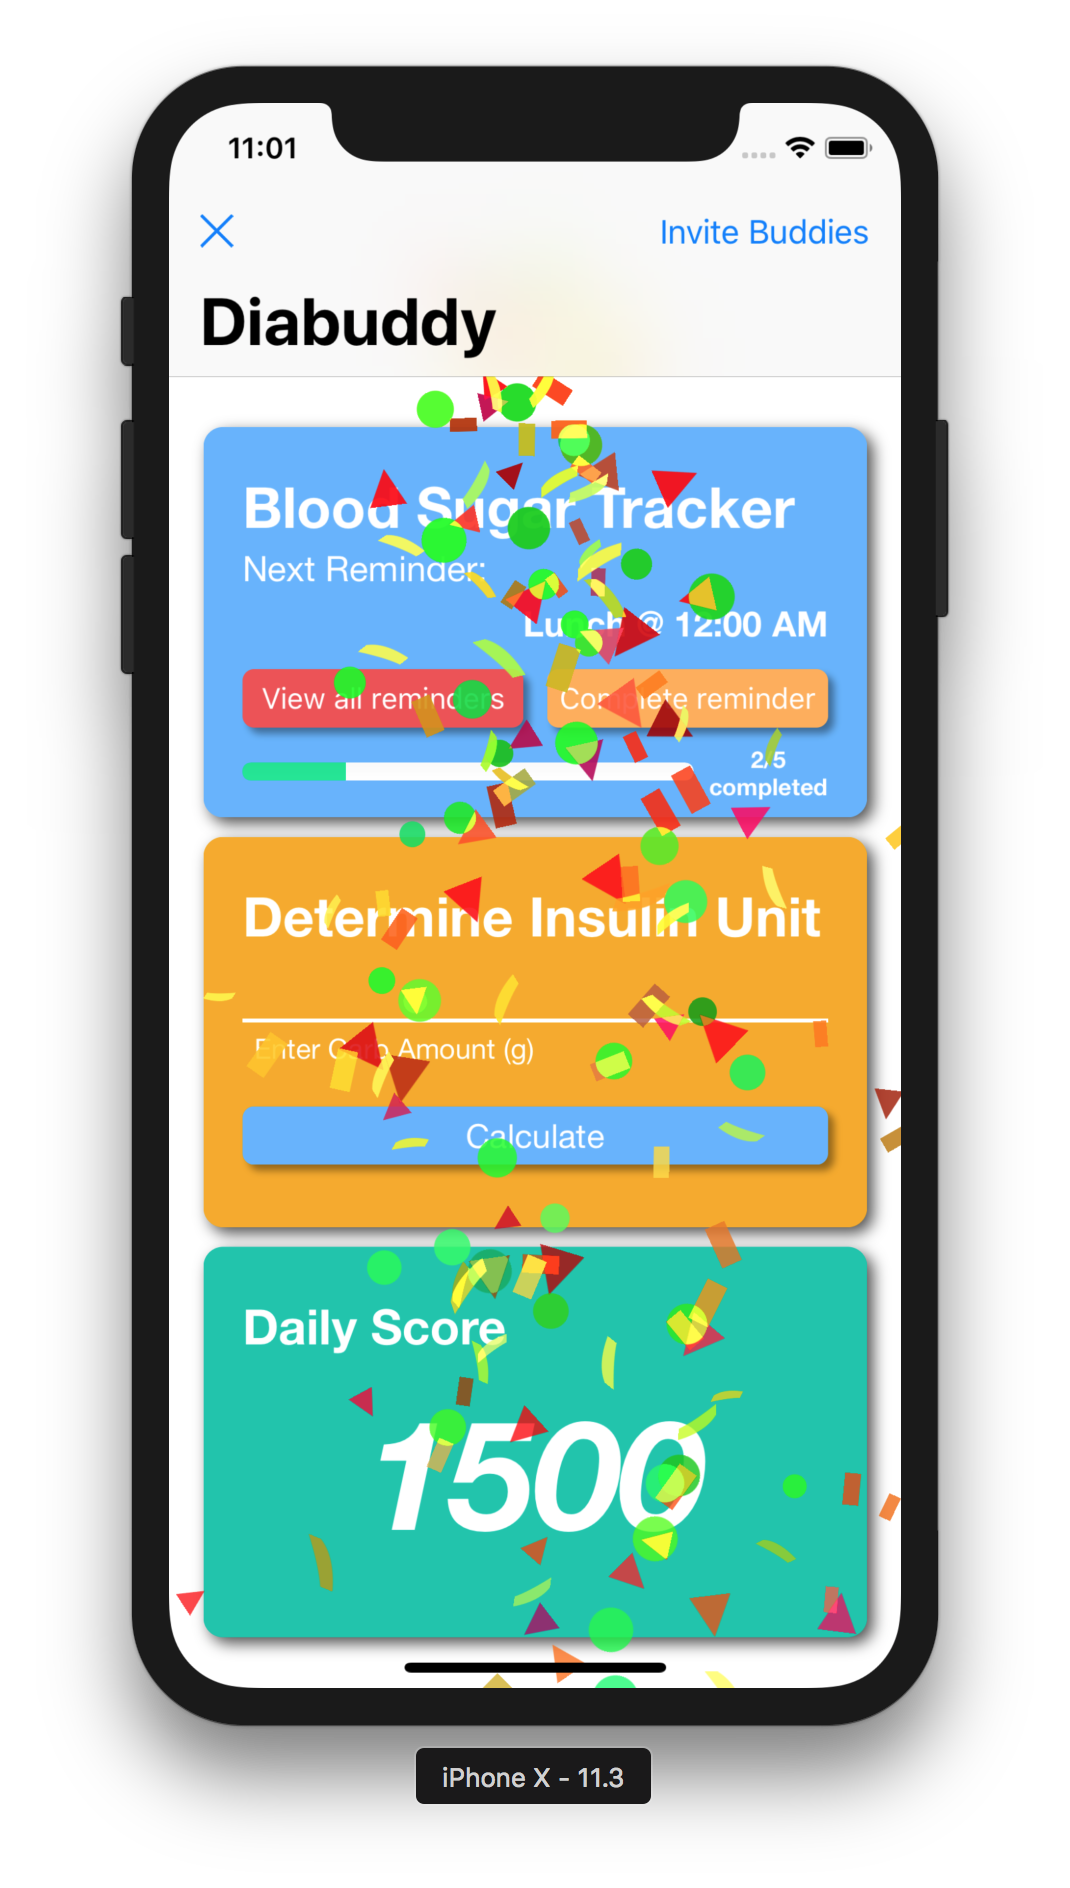 11:01
Invite Buddies
Diabuddy
Blood Sugar Tracker
Next Reminder:
Lunch @ 12:00 AM
View all reminders
Complete reminder
2/5
completed
Determine Insulin Unit
Enter Carb Amount (g)
Calculate
Daily Score
1500
iPhone X - 11.3